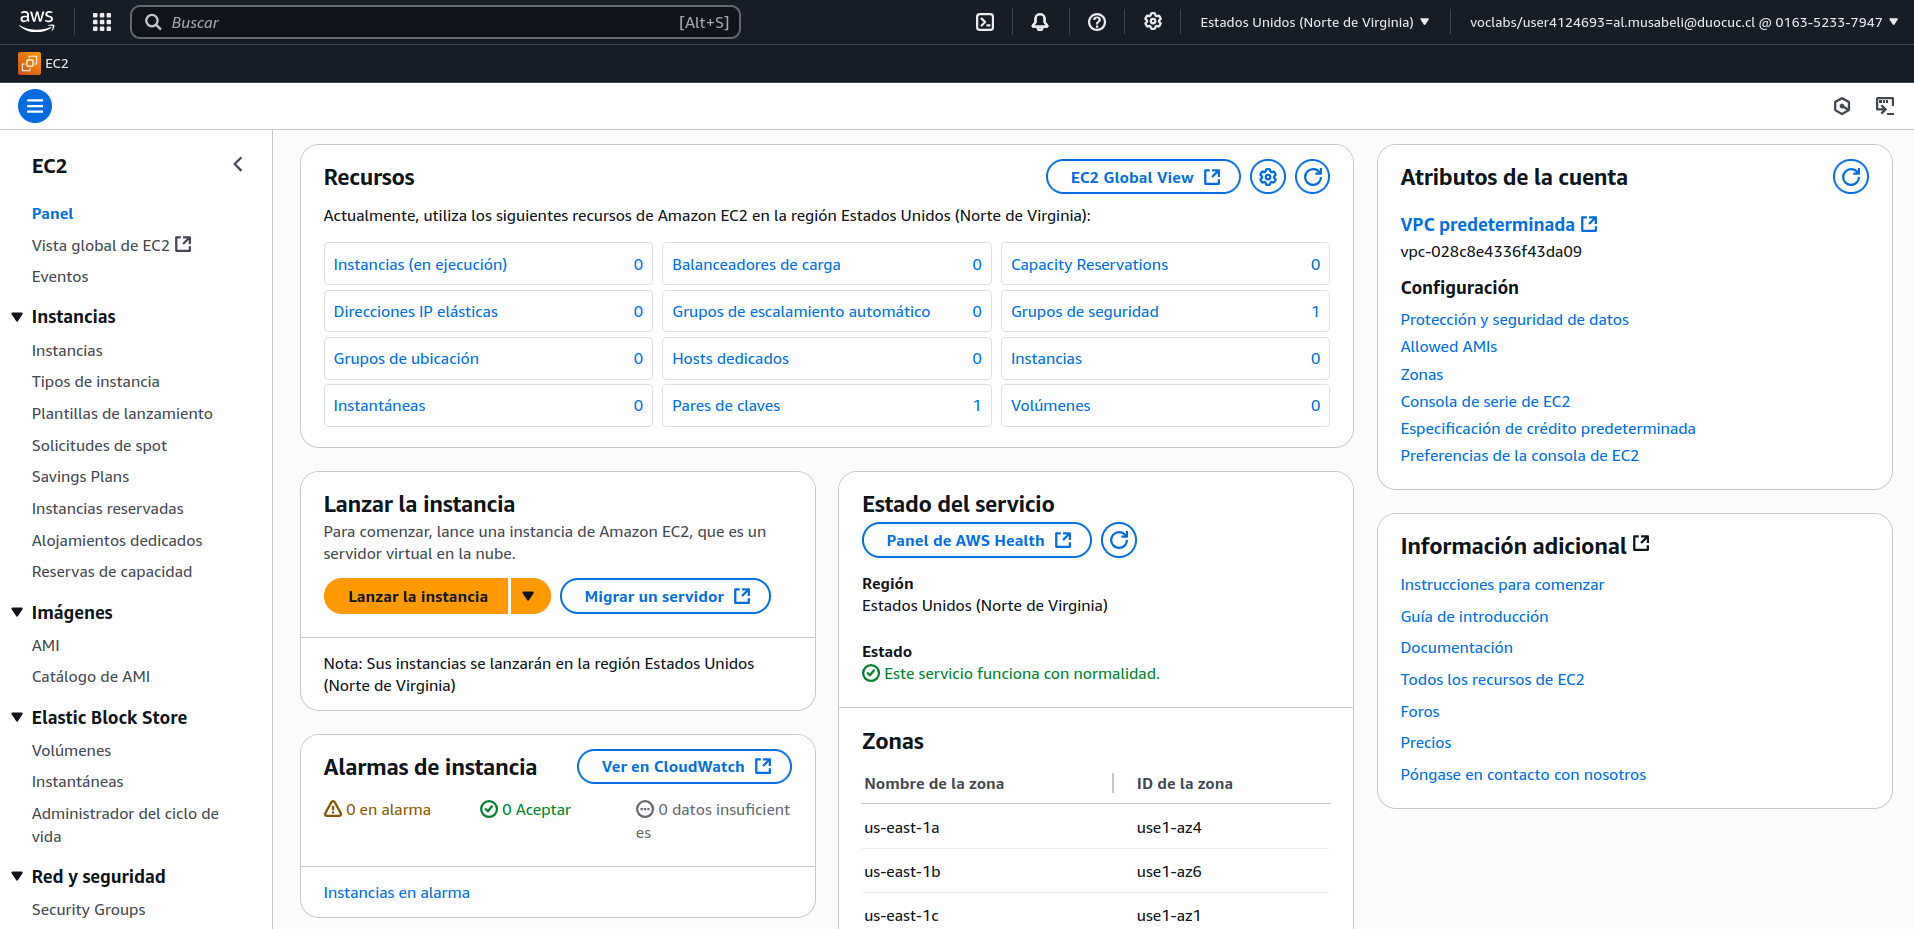 aws
Buscar
[Alt+S]
Estados Unidos (Norte de Virginia)
voclabs/user4124693=al.musabeli@duocuc.cl @ 0163-5233-7947
EC2
EC2
Panel
Vista global de EC2
Eventos
Instancias
Instancias
Tipos de instancia
Plantillas de lanzamiento
Solicitudes de spot
Savings Plans
Instancias reservadas
Alojamientos dedicados
Reservas de capacidad
Imágenes
AMI
Catálogo de AMI
Elastic Block Store
Volúmenes
Instantáneas
Administrador del ciclo de
vida
Red y seguridad
Security Groups
Recursos
EC2 Global View
Actualmente, utiliza los siguientes recursos de Amazon EC2 en la región Estados Unidos (Norte de Virginia):
Instancias (en ejecución) 0
Balanceadores de carga 0
Capacity Reservations 0
Direcciones IP elásticas 0
Grupos de escalamiento automático 0
Grupos de seguridad 1
Grupos de ubicación 0
Hosts dedicados 0
Instancias 0
Instantáneas 0
Pares de claves 1
Volúmenes 0
Lanzar la instancia
Para comenzar, lance una instancia de Amazon EC2, que es un
servidor virtual en la nube.
Lanzar la instancia
Migrar un servidor
Nota: Sus instancias se lanzarán en la región Estados Unidos
(Norte de Virginia)
Alarmas de instancia
Ver en CloudWatch
0 en alarma
0 Aceptar
0 datos insuficient
es
Instancias en alarma
Estado del servicio
Panel de AWS Health
Región
Estados Unidos (Norte de Virginia)
Estado
Este servicio funciona con normalidad.
Zonas
Nombre de la zona
ID de la zona
us-east-1a
use1-az4
us-east-1b
use1-az6
us-east-1c
use1-az1
Atributos de la cuenta
VPC predeterminada
vpc-028c8e4336f43da09
Configuración
Protección y seguridad de datos
Allowed AMIs
Zonas
Consola de serie de EC2
Especificación de crédito predeterminada
Preferencias de la consola de EC2
Información adicional
Instrucciones para comenzar
Guía de introducción
Documentación
Todos los recursos de EC2
Foros
Precios
Póngase en contacto con nosotros